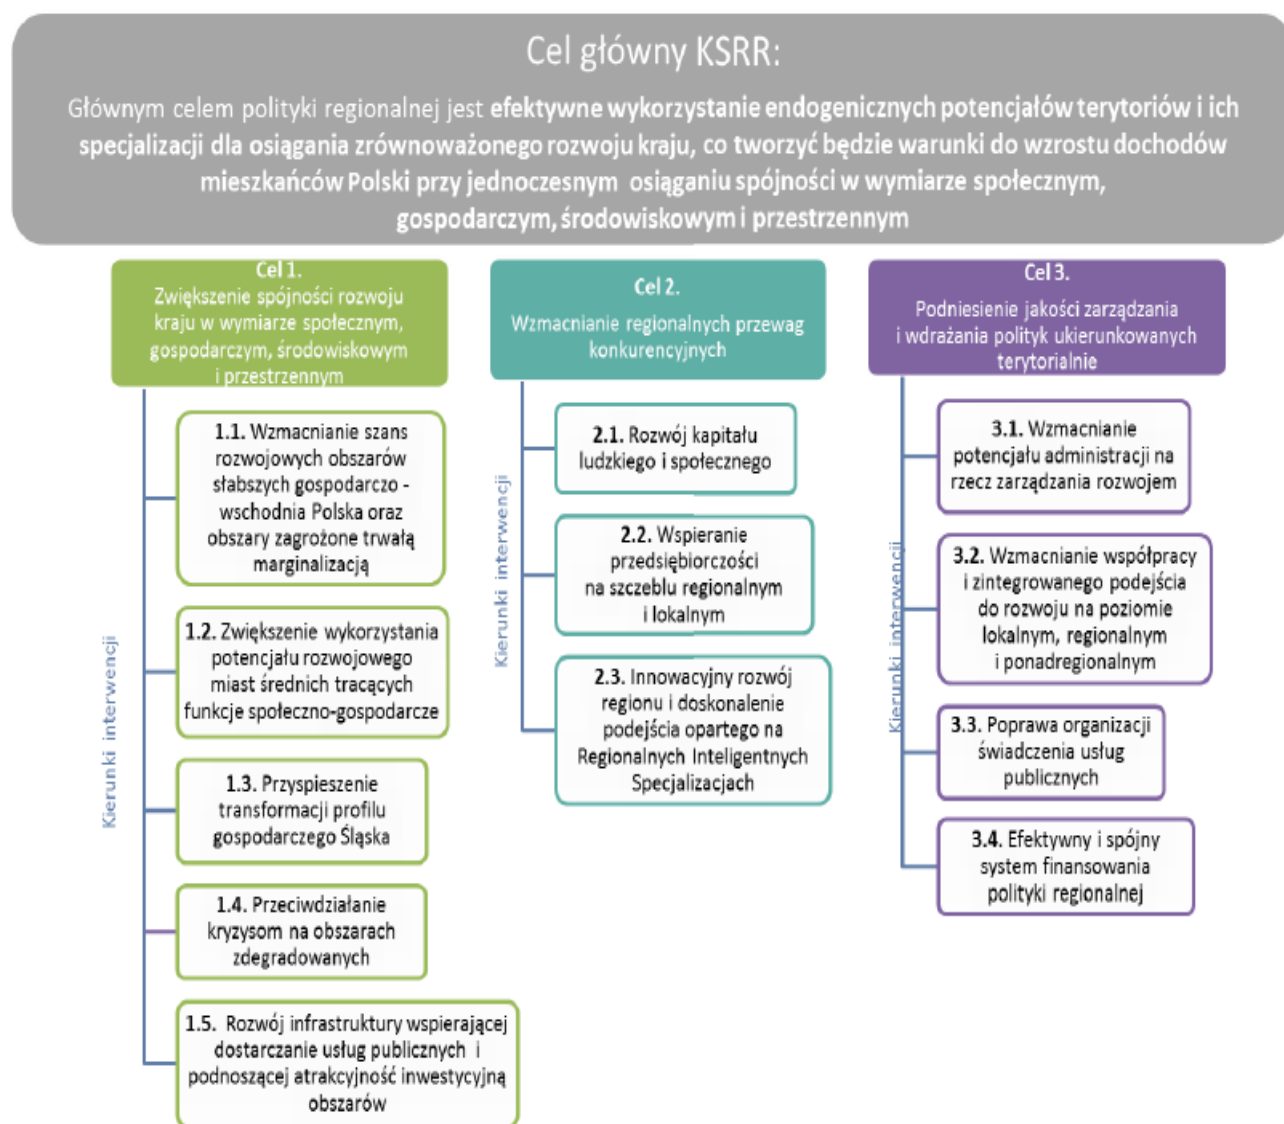 Cel główny KSRR:
Głównym celem polityki regionalnej jest efektywne wykorzystanie endogenicznych potencjałów terytoriów i ich
specjalizacji dla osiągania zrównoważonego rozwoju kraju, co tworzyć będzie warunki do wzrostu dochodów
mieszkańców Polski przy jednoczesnym osiąganiu spójności w wymiarze społecznym,
gospodarczym, środowiskowym i przestrzennym
Cel 1.
Zwiększenie spójności rozwoju
kraju w wymiarze społecznym,
gospodarczym, środowiskowym
i przestrzennym
Kierunki interwencji
1.1. Wzmacnianie szans
rozwojowych obszarów
słabszych gospodarczo -
wschodnia Polska oraz
obszary zagrożone trwałą
marginalizacją
1.2. Zwiększenie wykorzystania
potencjału rozwojowego
miast średnich tracących
funkcje społeczno-gospodarcze
1.3. Przyspieszenie
transformacji profilu
gospodarczego Śląska
1.4. Przeciwdziałanie
kryzysom na obszarach
zdegradowanych
1.5. Rozwój infrastruktury wspierającej
dostarczanie usług publicznych i
podnoszącej atrakcyjność inwestycyjną
obszarów
Cel 2.
Wzmacnianie regionalnych przewag
konkurencyjnych
Kierunki interwencji
2.1. Rozwój kapitału
ludzkiego i społecznego
2.2. Wspieranie
przedsiębiorczości
na szczeblu regionalnym
i lokalnym
2.3. Innowacyjny rozwój
regionu i doskonalenie
podejścia opartego na
Regionalnych Inteligentnych
Specjalizacjach
Cel 3.
Podniesienie jakości zarządzania
i wdrażania polityk ukierunkowanych
terytorialnie
Kierunki interwencji
3.1. Wzmacnianie
potencjału administracji na
rzecz zarządzania rozwojem
3.2. Wzmacnianie współpracy
i zintegrowanego podejścia
do rozwoju na poziomie
lokalnym, regionalnym
i ponadregionalnym
3.3. Poprawa organizacji
świadczenia usług
publicznych
3.4. Efektywny i spójny
system finansowania
polityki regionalnej